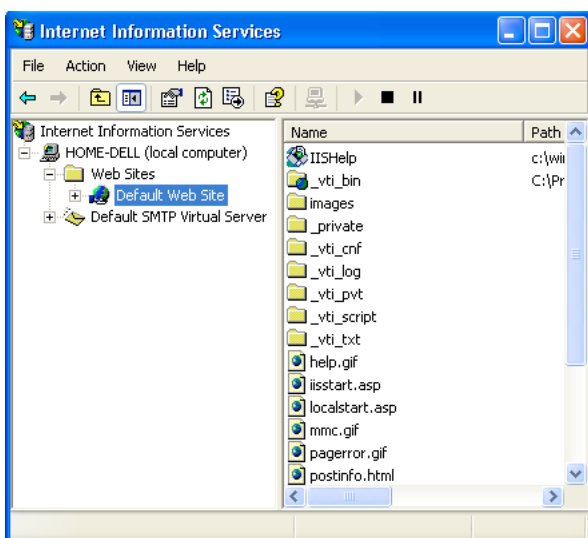 Internet Information Services
File Action View Help
Internet Information Services
HOME-DELL (local computer)
Web Sites
Default Web Site
Default SMTP Virtual Server
Name Path
IISHelp c:\wi
_vti_bin C:\Pr
images
_private
_vti_cnf
_vti_log
_vti_pvt
_vti_script
_vti_txt
help.gif
iisstart.asp
localstart.asp
mmc.gif
pagerror.gif
postinfo.html